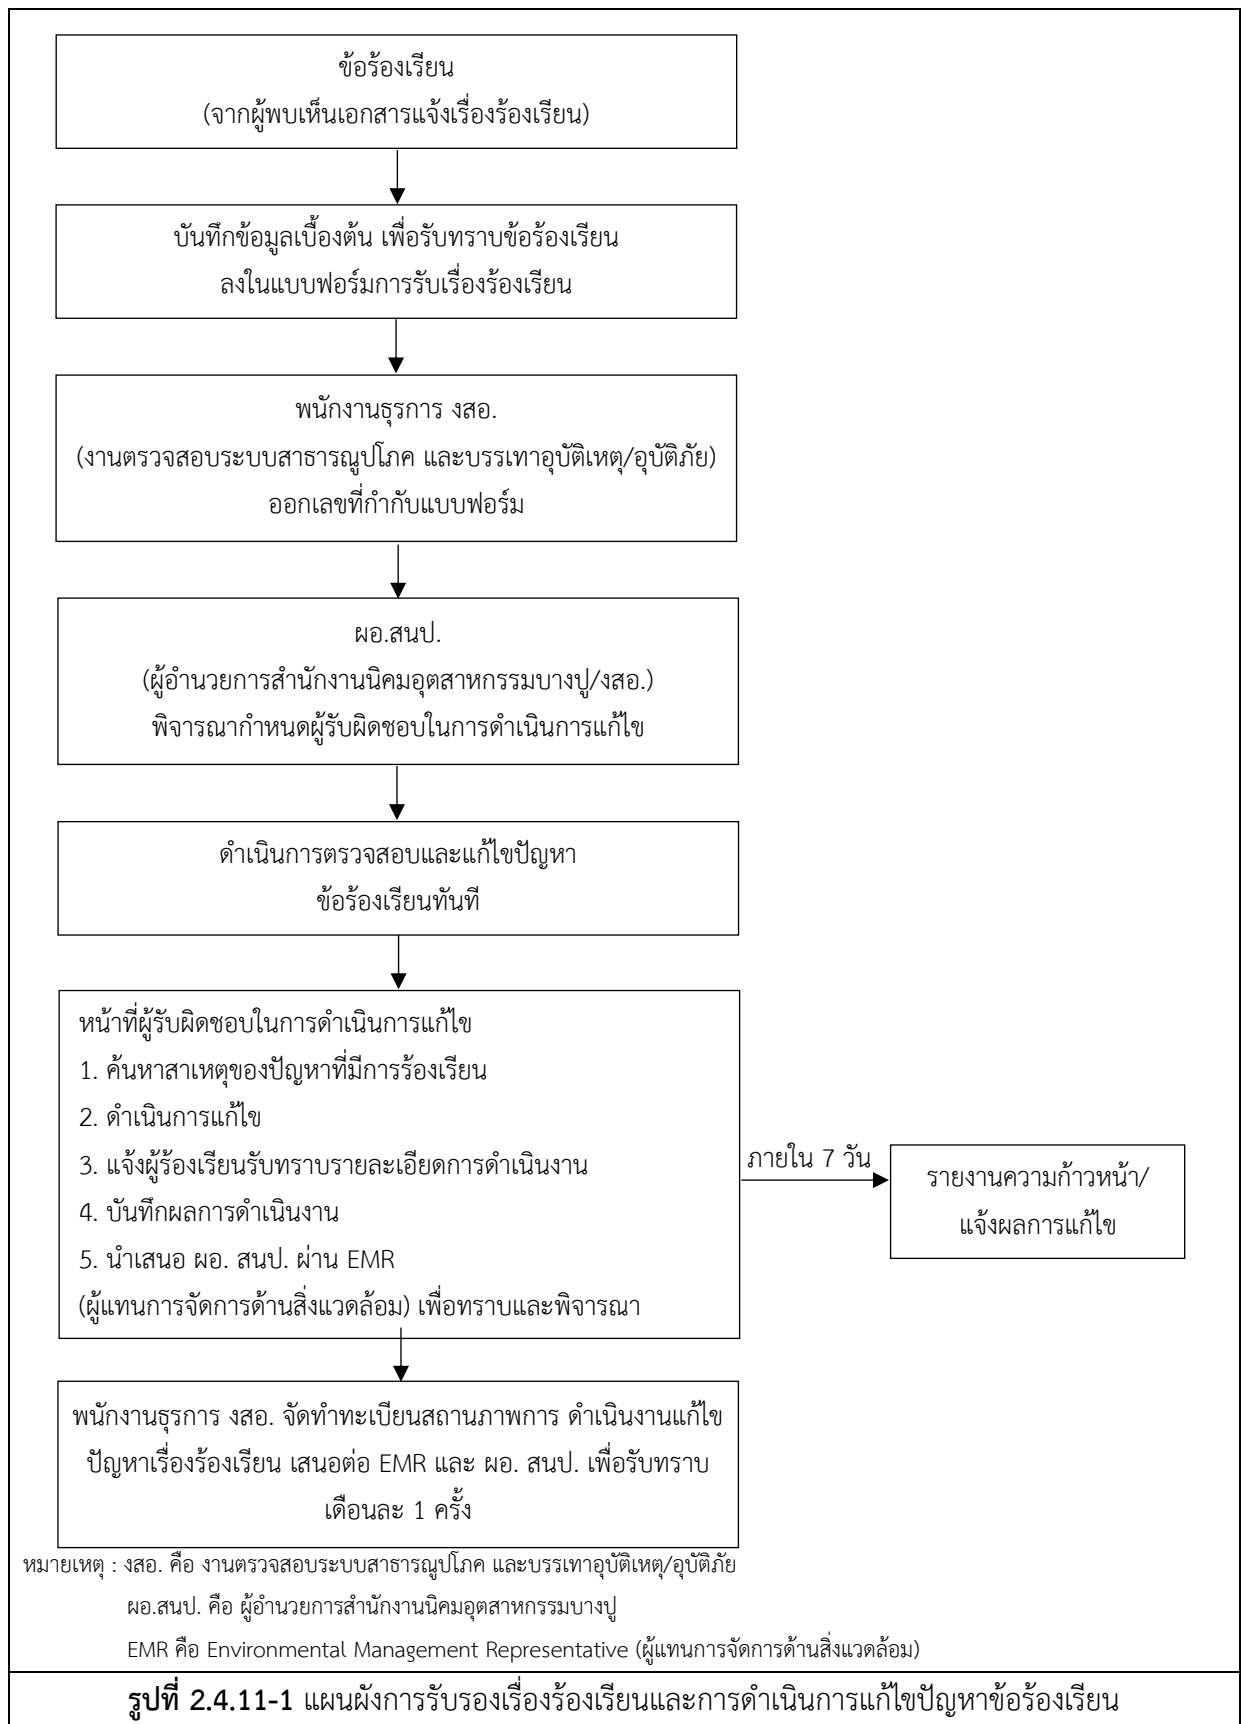 ข้อร้องเรียน
(จากผู้พบเห็นเอกสารแจ้งเรื่องร้องเรียน)
บันทึกข้อมูลเบื้องต้น เพื่อรับทราบข้อร้องเรียน
ลงในแบบฟอร์มการรับเรื่องร้องเรียน
พนักงานธุรการ งสอ.
(งานตรวจสอบระบบสาธารณูปโภค และบรรเทาอุบัติเหตุ/อุบัติภัย)
ออกเลขที่กำกับแบบฟอร์ม
ผอ.สนป.
(ผู้อำนวยการสำนักงานนิคมอุตสาหกรรมบางปู/งสอ.)
พิจารณากำหนดผู้รับผิดชอบในการดำเนินการแก้ไข
ดำเนินการตรวจสอบและแก้ไขปัญหา
ข้อร้องเรียนทันที
หน้าที่ผู้รับผิดชอบในการดำเนินการแก้ไข
1. ค้นหาสาเหตุของปัญหาที่มีการร้องเรียน
2. ดำเนินการแก้ไข
3. แจ้งผู้ร้องเรียนรับทราบรายละเอียดการดำเนินงาน
4. บันทึกผลการดำเนินงาน
5. นำเสนอ ผอ. สนป. ผ่าน EMR
(ผู้แทนการจัดการด้านสิ่งแวดล้อม) เพื่อทราบและพิจารณา
ภายใน 7 วัน
รายงานความก้าวหน้า/
แจ้งผลการแก้ไข
พนักงานธุรการ งสอ. จัดทำทะเบียนสถานภาพการ ดำเนินงานแก้ไข
ปัญหาเรื่องร้องเรียน เสนอต่อ EMR และ ผอ. สนป. เพื่อรับทราบ
เดือนละ 1 ครั้ง
หมายเหตุ : งสอ. คือ งานตรวจสอบระบบสาธารณูปโภค และบรรเทาอุบัติเหตุ/อุบัติภัย
ผอ.สนป. คือ ผู้อำนวยการสำนักงานนิคมอุตสาหกรรมบางปู
EMR คือ Environmental Management Representative (ผู้แทนการจัดการด้านสิ่งแวดล้อม)
รูปที่ 2.4.11-1 แผนผังการรับรองเรื่องร้องเรียนและการดำเนินการแก้ไขปัญหาข้อร้องเรียน